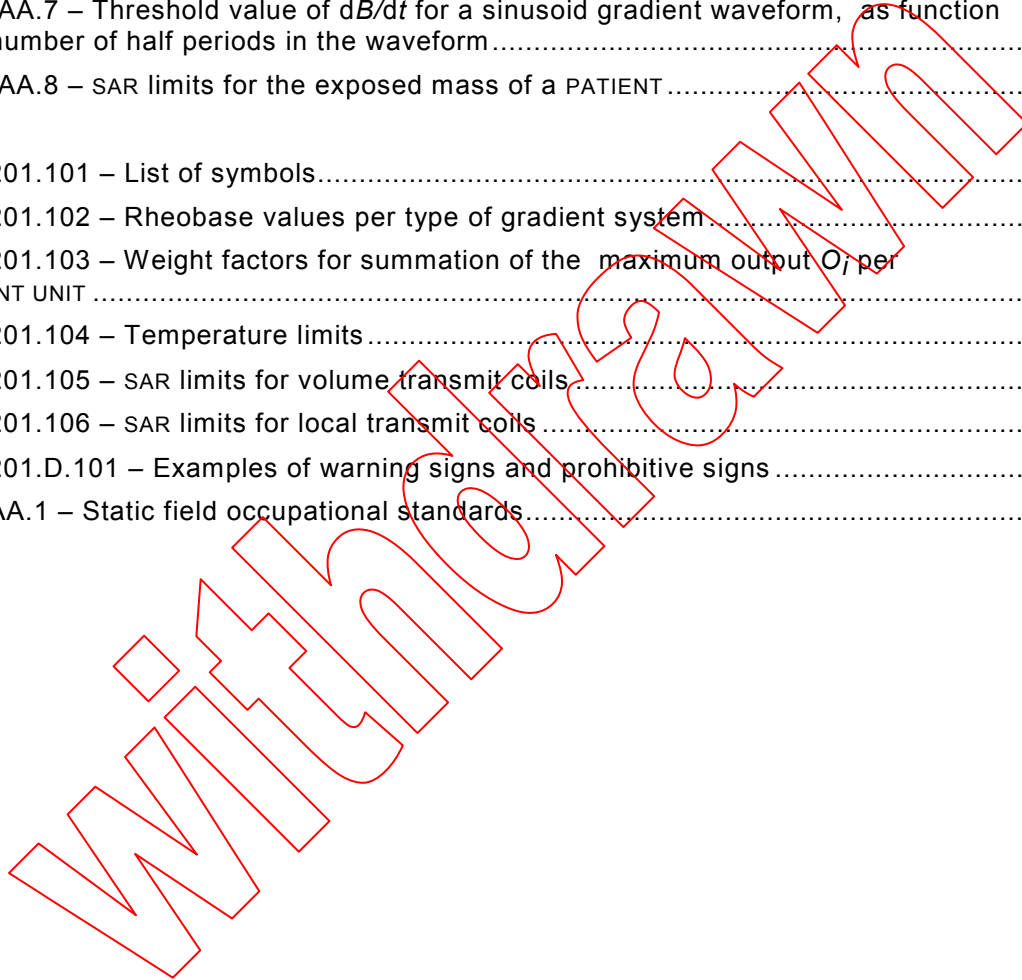 AA.7 – Threshold value of dB/dt for a sinusoid gradient waveform, as function
number of half periods in the waveform
AA.8 – SAR limits for the exposed mass of a PATIENT
201.101 – List of symbols
201.102 – Rheobase values per type of gradient system
201.103 – Weight factors for summation of the maximum output Oi per
NT UNIT
201.104 – Temperature limits
201.105 – SAR limits for volume transmit coils
201.106 – SAR limits for local transmit coils
201.D.101 – Examples of warning signs and prohibitive signs
AA.1 – Static field occupational standards
withdrawn